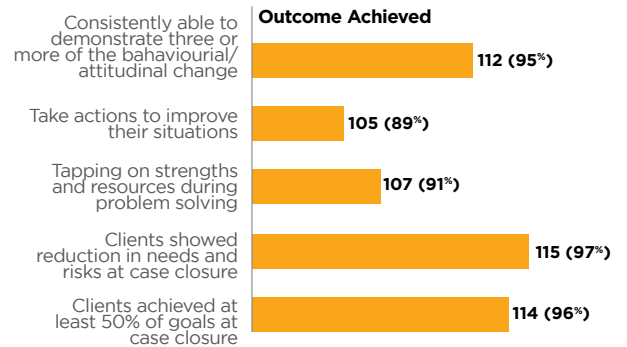 Outcome Achieved
Consistently able to
demonstrate three or
more of the bahaviourial/
attitudinal change
112 (95%)
Take actions to improve
their situations
105 (89%)
Tapping on strengths
and resources during
problem solving
107 (91%)
Clients showed
reduction in needs and
risks at case closure
115 (97%)
Clients achieved at
least 50% of goals at
case closure
114 (96%)